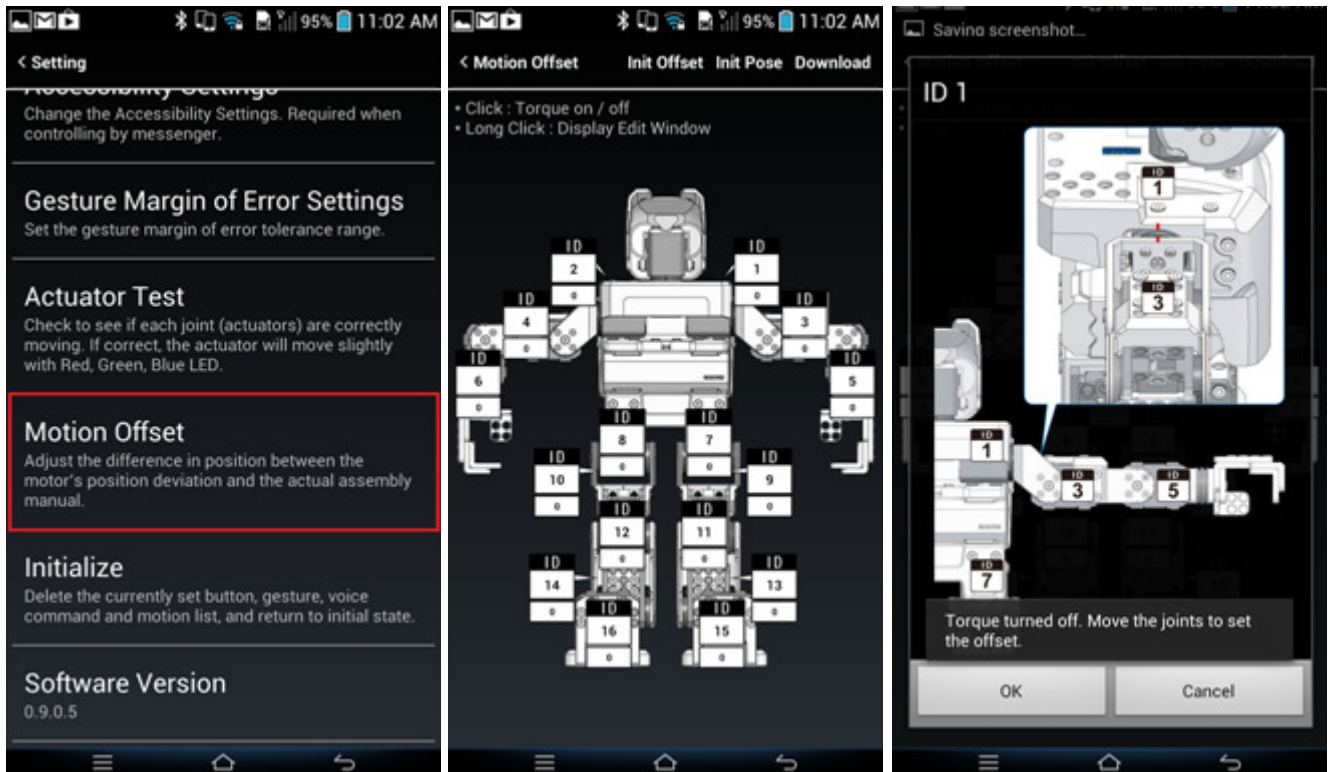 95% 11:02 AM
< Setting
Accessibility Settings
Change the Accessibility Settings. Required when
controlling by messenger.
Gesture Margin of Error Settings
Set the gesture margin of error tolerance range.
Actuator Test
Check to see if each joint (actuators) are correctly
moving. If correct, the actuator will move slightly
with Red, Green, Blue LED.
Motion Offset
Adjust the difference in position between the
motor's position deviation and the actual assembly
manual.
Initialize
Delete the currently set button, gesture, voice
command and motion list, and return to initial state.
Software Version
0.9.0.5
95% 11:02 AM
< Motion Offset Init Offset Init Pose Download
• Click : Torque on / off
• Long Click : Display Edit Window
ID ID
2 1
0 0
ID ID
4 3
0 0
ID ID
6 5
0 0
ID ID
8 7
0 0
ID ID
10 9
0 0
ID ID
12 11
0 0
ID ID
14 13
0 0
ID ID
16 15
0 0
Saving screenshot...
ID 1
ID
1
ID
3
ID
1
ID
3
ID
5
ID
7
Torque turned off. Move the joints to set
the offset.
OK Cancel